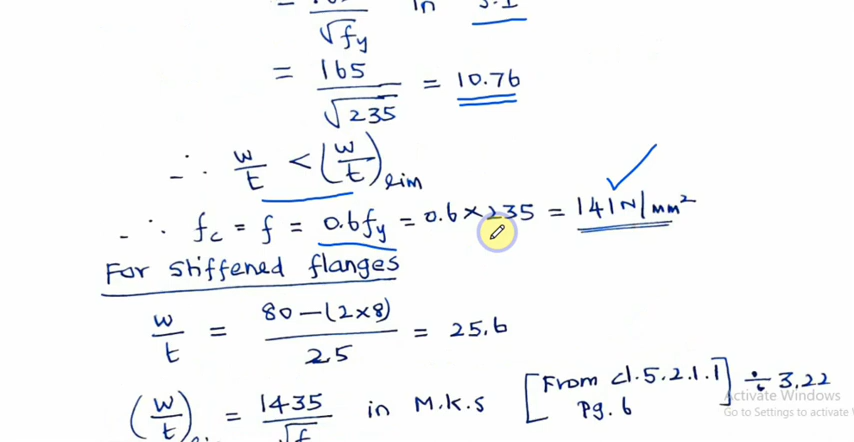 √fy in
= 165/√235 = 10.76
∴ w/t < (w/t)lim
∴ fc = f = 0.6fy = 0.6 × 235 = 141 N/mm²
For stiffened flanges
w/t = 80-(2×8)/25 = 25.6
(w/t) = 1435/√f in M.K.S [From cl.5.2.1.1 Pg.6] ÷ 3.22
Activate Windows
Go to Settings to activate W